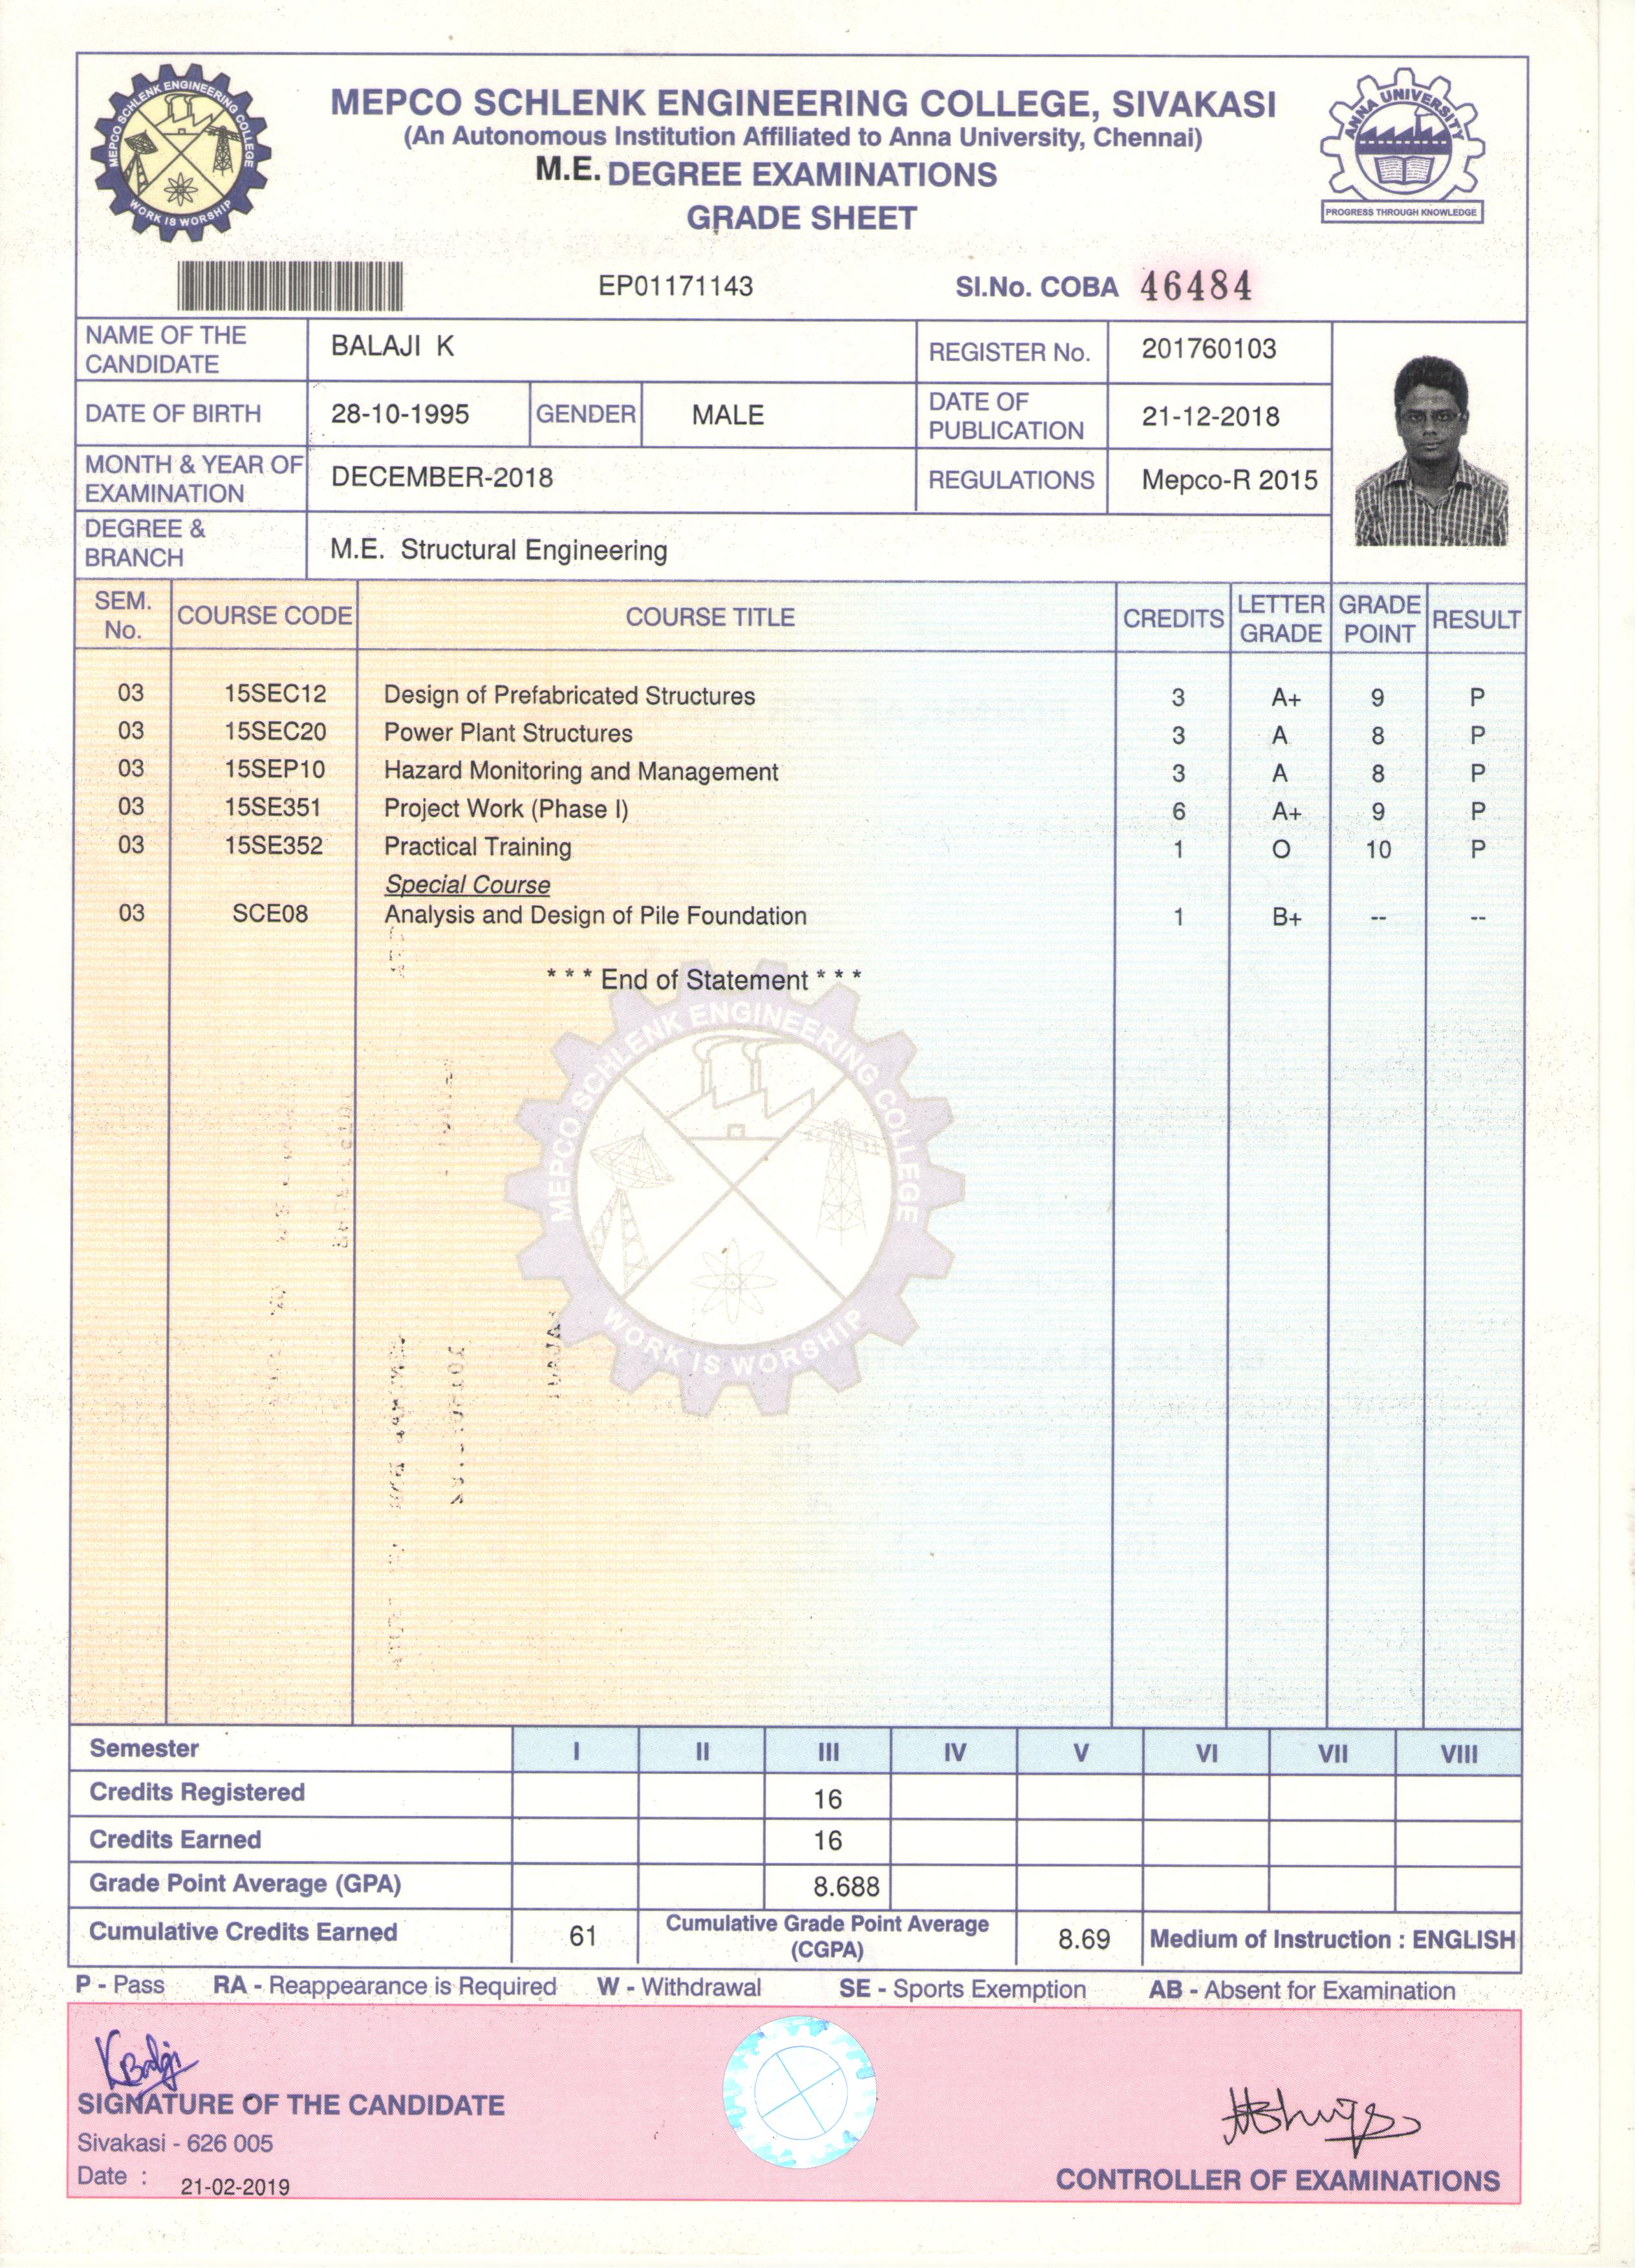 MEPCO SCHLENK ENGINEERING COLLEGE
WORK IS WORSHIP
MEPCO SCHLENK ENGINEERING COLLEGE, SIVAKASI
(An Autonomous Institution Affiliated to Anna University, Chennai)
M.E. DEGREE EXAMINATIONS
GRADE SHEET
ANNA UNIVERSITY
PROGRESS THROUGH KNOWLEDGE
EP01171143 SI.No. COBA 46484
NAME OF THE CANDIDATE BALAJI K REGISTER No. 201760103
DATE OF BIRTH 28-10-1995 GENDER MALE DATE OF PUBLICATION 21-12-2018
MONTH & YEAR OF EXAMINATION DECEMBER-2018 REGULATIONS Mepco-R 2015
DEGREE & BRANCH M.E. Structural Engineering
SEM. No. COURSE CODE COURSE TITLE CREDITS LETTER GRADE GRADE POINT RESULT
03 15SEC12 Design of Prefabricated Structures 3 A+ 9 P
03 15SEC20 Power Plant Structures 3 A 8 P
03 15SEP10 Hazard Monitoring and Management 3 A 8 P
03 15SE351 Project Work (Phase I) 6 A+ 9 P
03 15SE352 Practical Training 1 O 10 P
Special Course
03 SCE08 Analysis and Design of Pile Foundation 1 B+ -- --
* * * End of Statement * * *
MEPCO SCHLENK ENGINEERING COLLEGE
WORK IS WORSHIP
Semester I II III IV V VI VII VIII
Credits Registered 16
Credits Earned 16
Grade Point Average (GPA) 8.688
Cumulative Credits Earned 61 Cumulative Grade Point Average (CGPA) 8.69 Medium of Instruction : ENGLISH
P - Pass RA - Reappearance is Required W - Withdrawal SE - Sports Exemption AB - Absent for Examination
K Balaji
SIGNATURE OF THE CANDIDATE
Sivakasi - 626 005
Date : 21-02-2019
CONTROLLER OF EXAMINATIONS